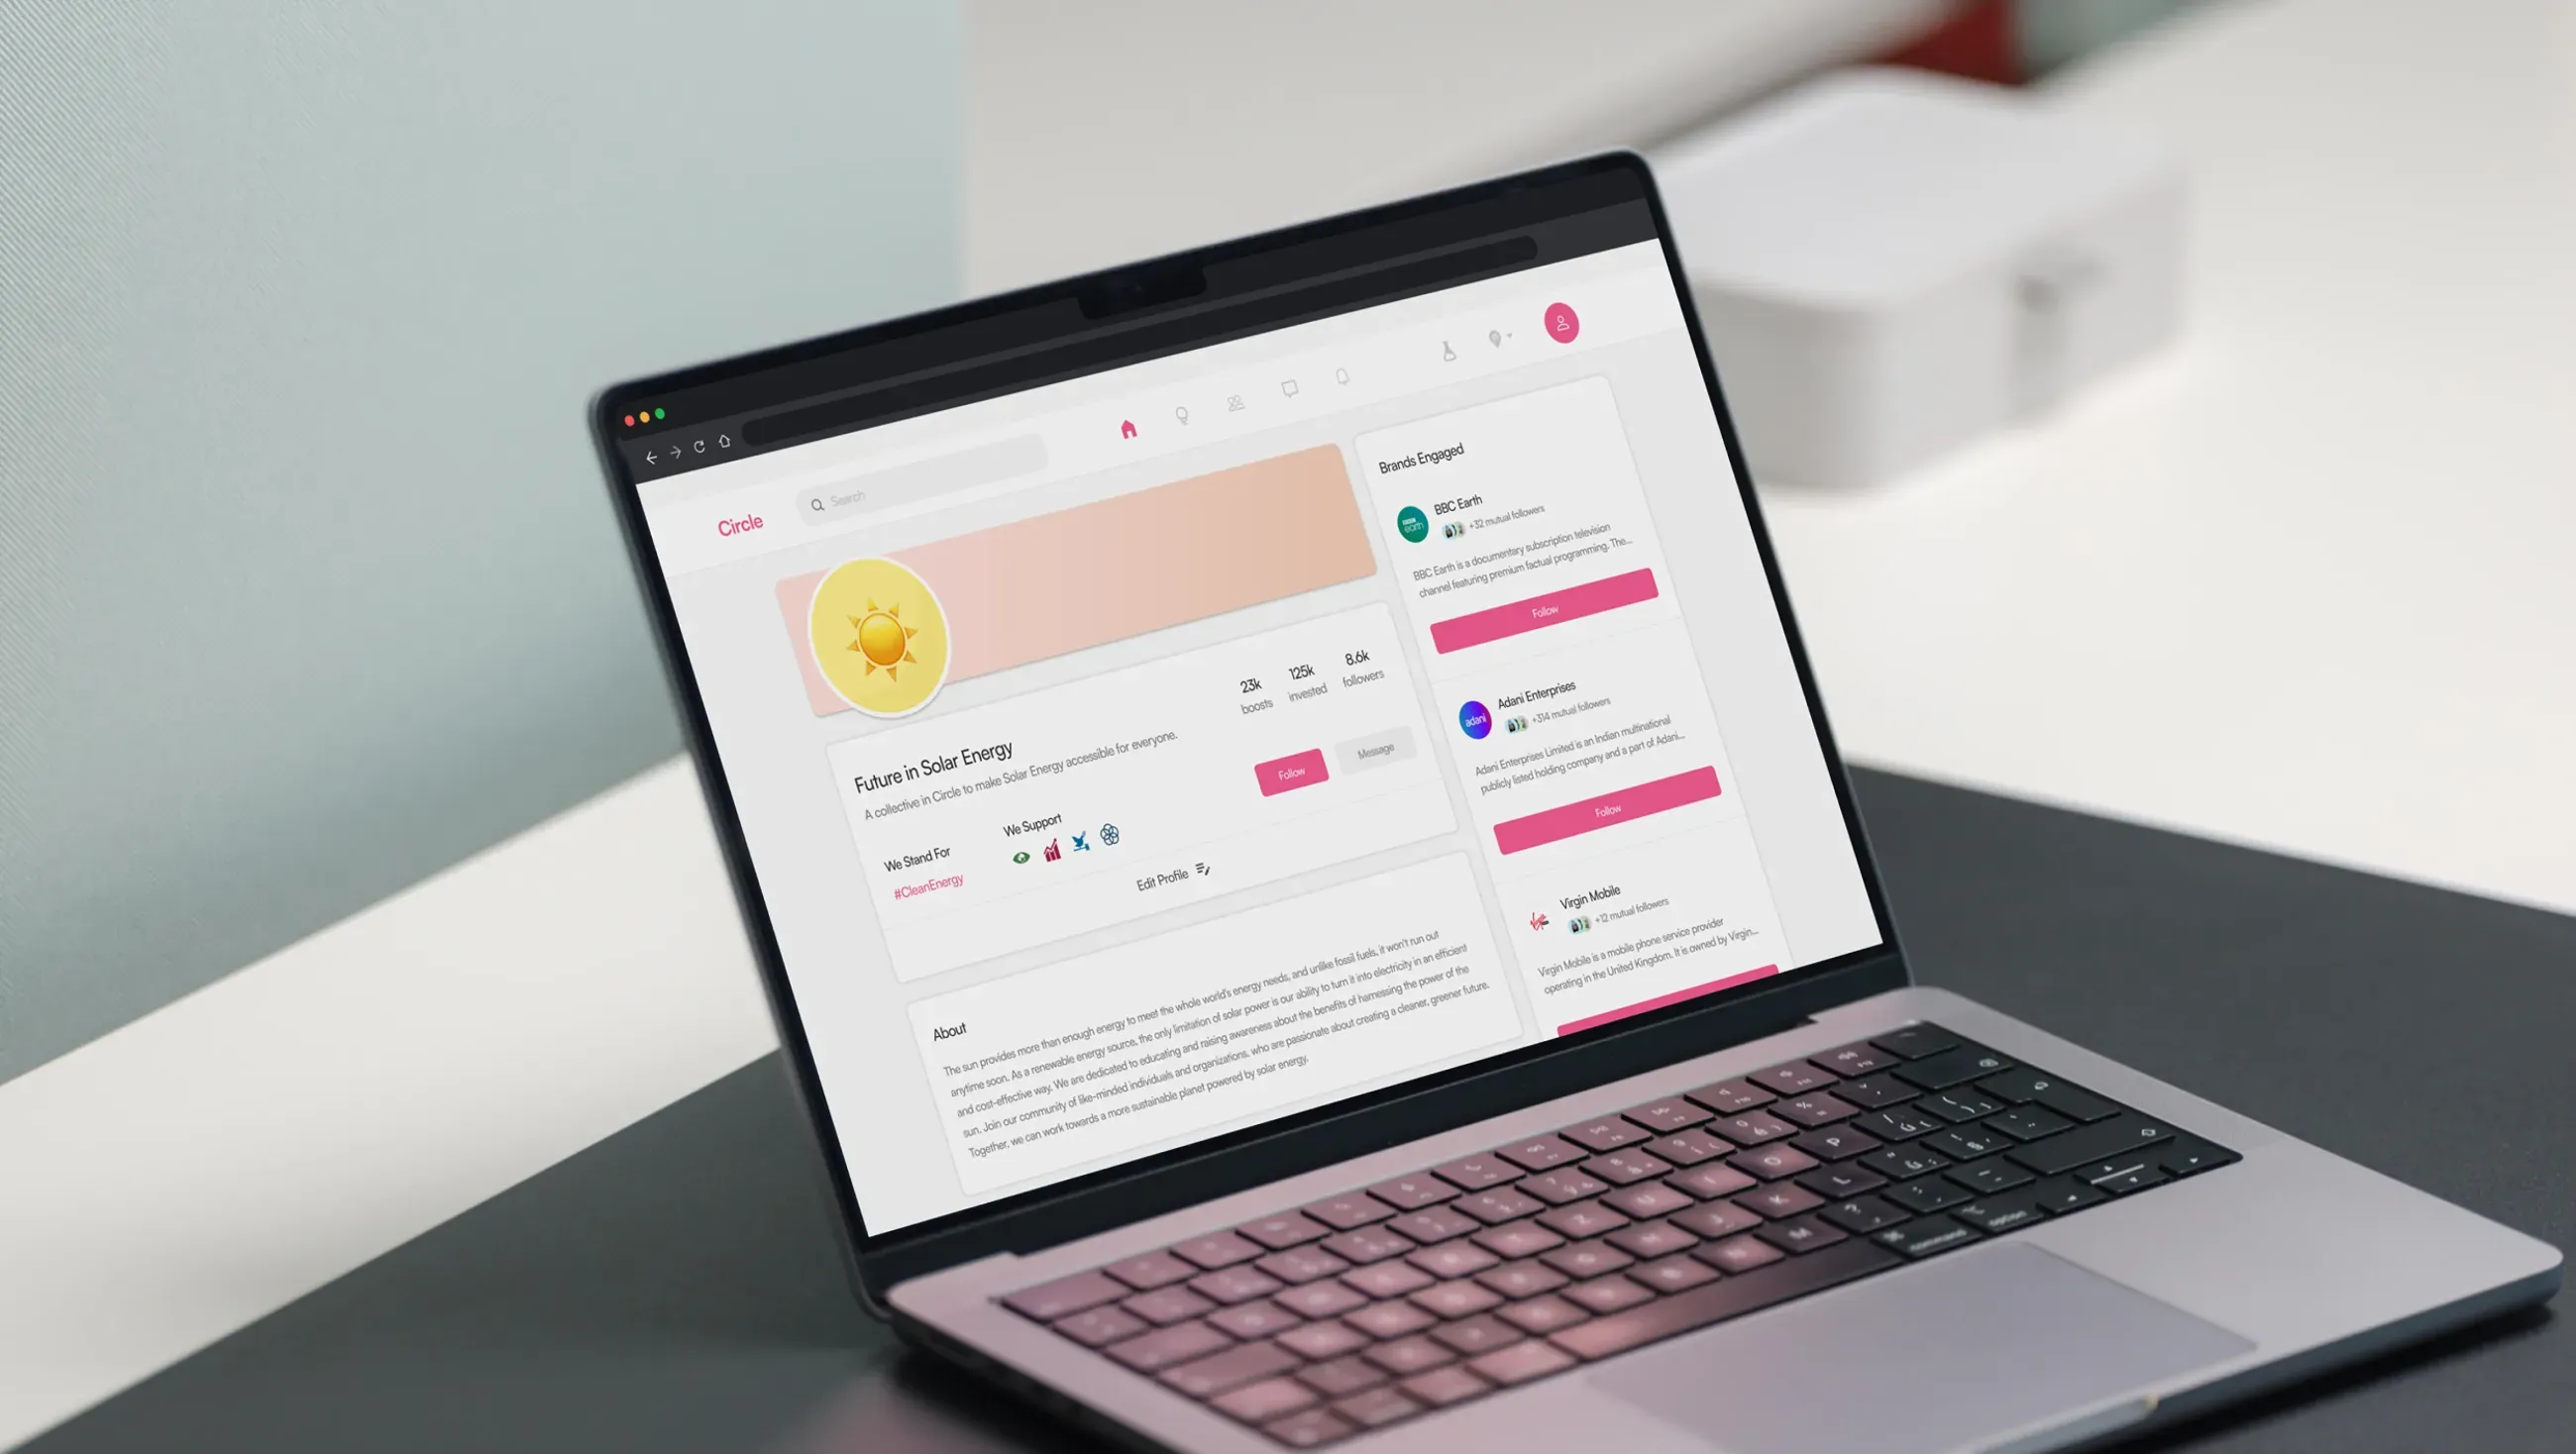 Circle
Search
Future in Solar Energy
A collective in Circle to make Solar Energy accessible for everyone.
23k
boosts
125k
invested
8.6k
followers
Follow
Message
We Stand For
#CleanEnergy
We Support
Edit Profile
About
The sun provides more than enough energy to meet the whole world's energy needs, and unlike fossil fuels, it won't run out
anytime soon. As a renewable energy source, the only limitation of solar power is our ability to turn it into electricity in an efficient
and cost-effective way. We are dedicated to educating and raising awareness about the benefits of harnessing the power of the
sun. Join our community of like-minded individuals and organizations, who are passionate about creating a cleaner, greener future.
Together, we can work towards a more sustainable planet powered by solar energy.
Brands Engaged
BBC
earth
BBC Earth
+32 mutual followers
BBC Earth is a documentary subscription television
channel featuring premium factual programming. The...
Follow
adani
Adani Enterprises
+314 mutual followers
Adani Enterprises Limited is an Indian multinational
publicly listed holding company and a part of Adani...
Follow
Virgin
Virgin Mobile
+12 mutual followers
Virgin Mobile is a mobile phone service provider
operating in the United Kingdom. It is owned by Virgin...
command
option